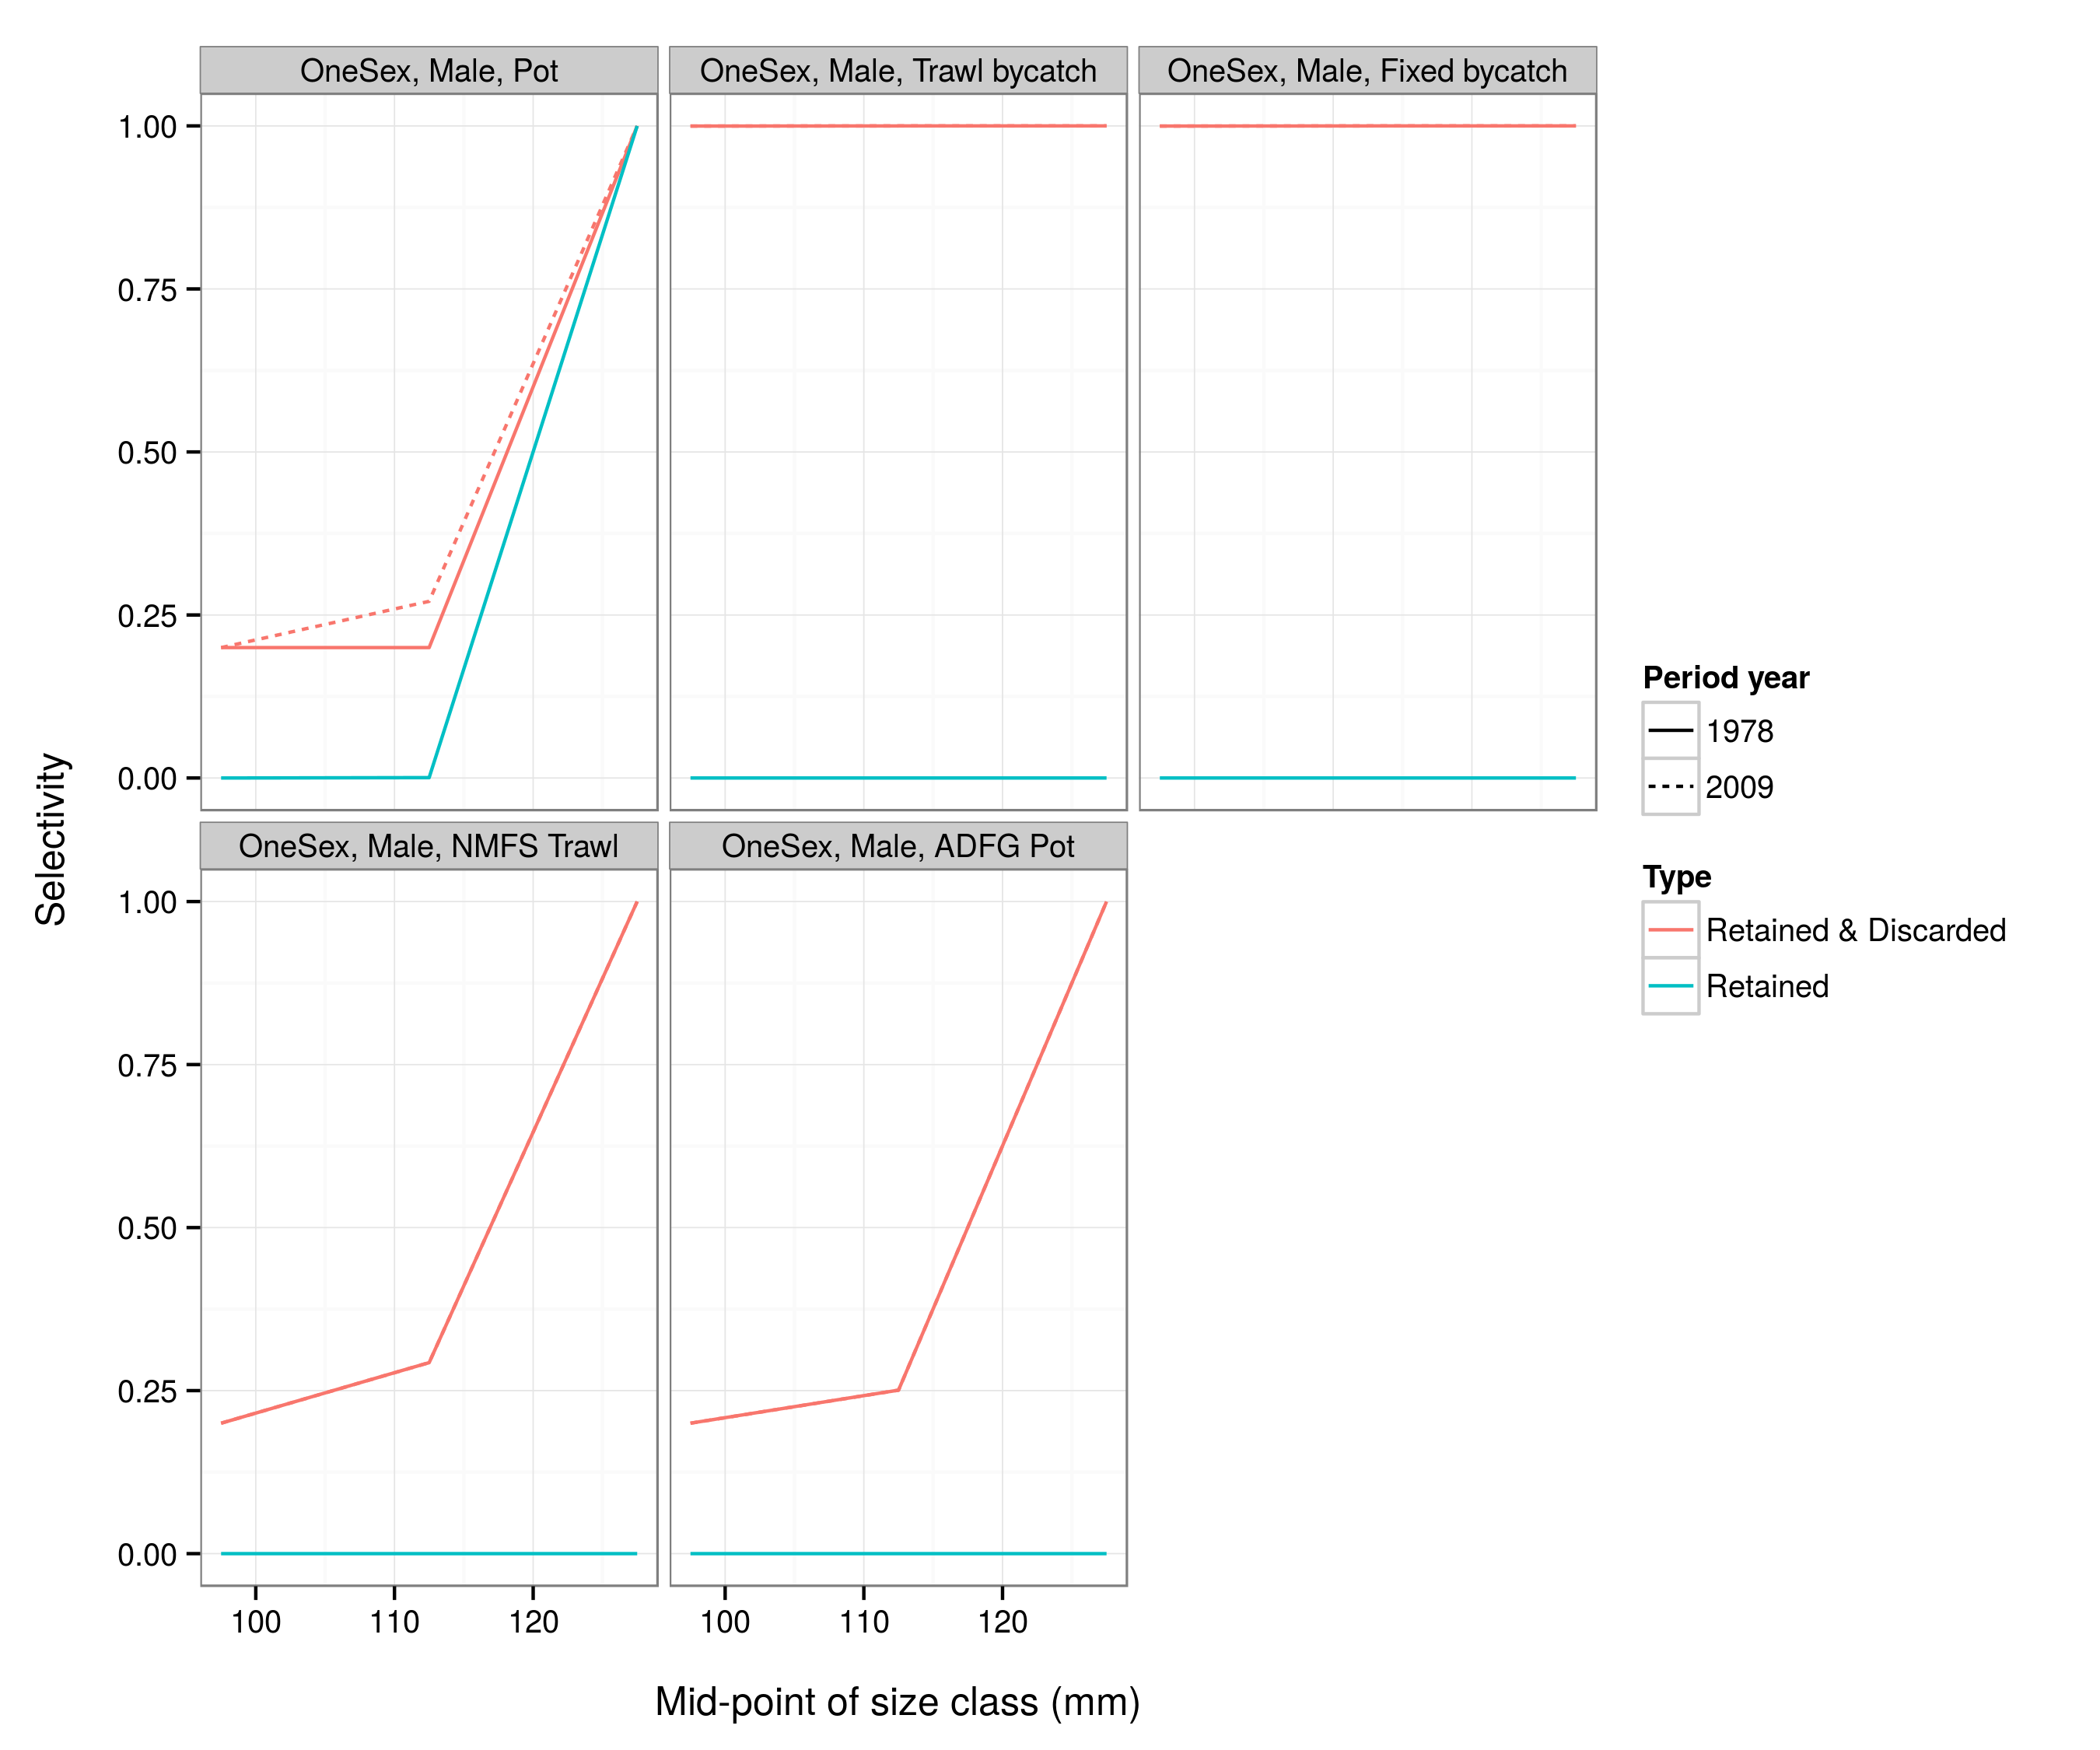 OneSex, Male, Pot
OneSex, Male, Trawl bycatch
OneSex, Male, Fixed bycatch
1.00
0.75
0.50
0.25
0.00
OneSex, Male, NMFS Trawl
OneSex, Male, ADFG Pot
1.00
0.75
0.50
0.25
0.00
100
110
120
100
110
120
Selectivity
Mid-point of size class (mm)
Period year
1978
2009
Type
Retained & Discarded
Retained